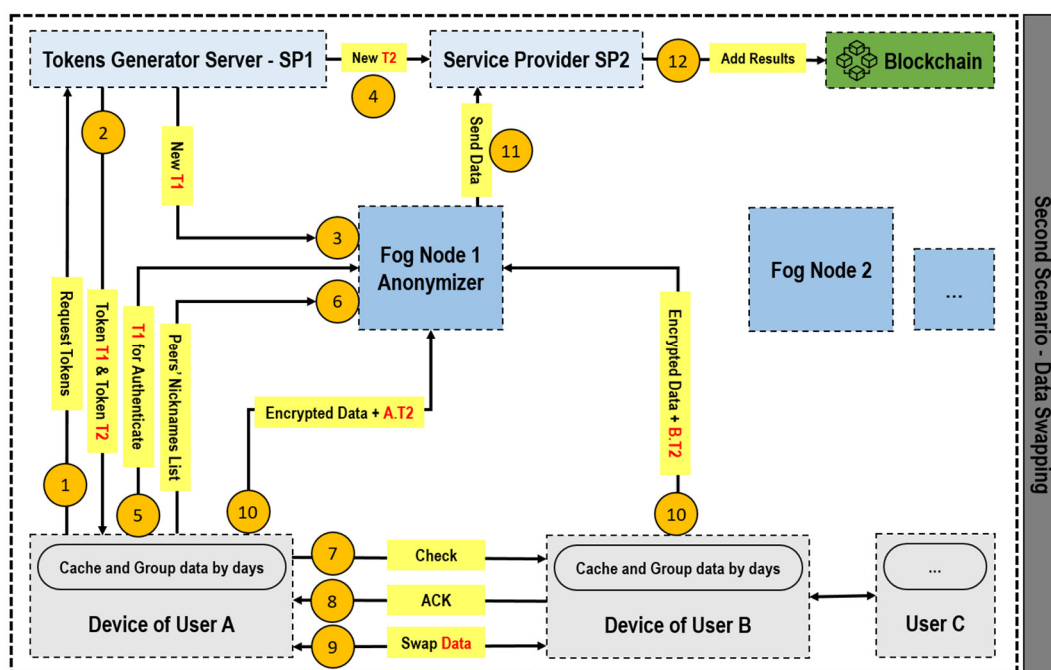 Tokens Generator Server - SP1
New T2
4
Service Provider SP2
12
Add Results
Blockchain
2
New T1
Send Data
11
3
Fog Node 1
Anonymizer
6
Fog Node 2
...
Request Tokens
Token T1 & Token T2
T1 for Authenticate
Peers' Nicknames List
Encrypted Data + A.T2
Encrypted Data + B.T2
1
5
10
10
Cache and Group data by days
Device of User A
7
Check
8
ACK
9
Swap Data
Cache and Group data by days
Device of User B
...
User C
Second Scenario - Data Swapping